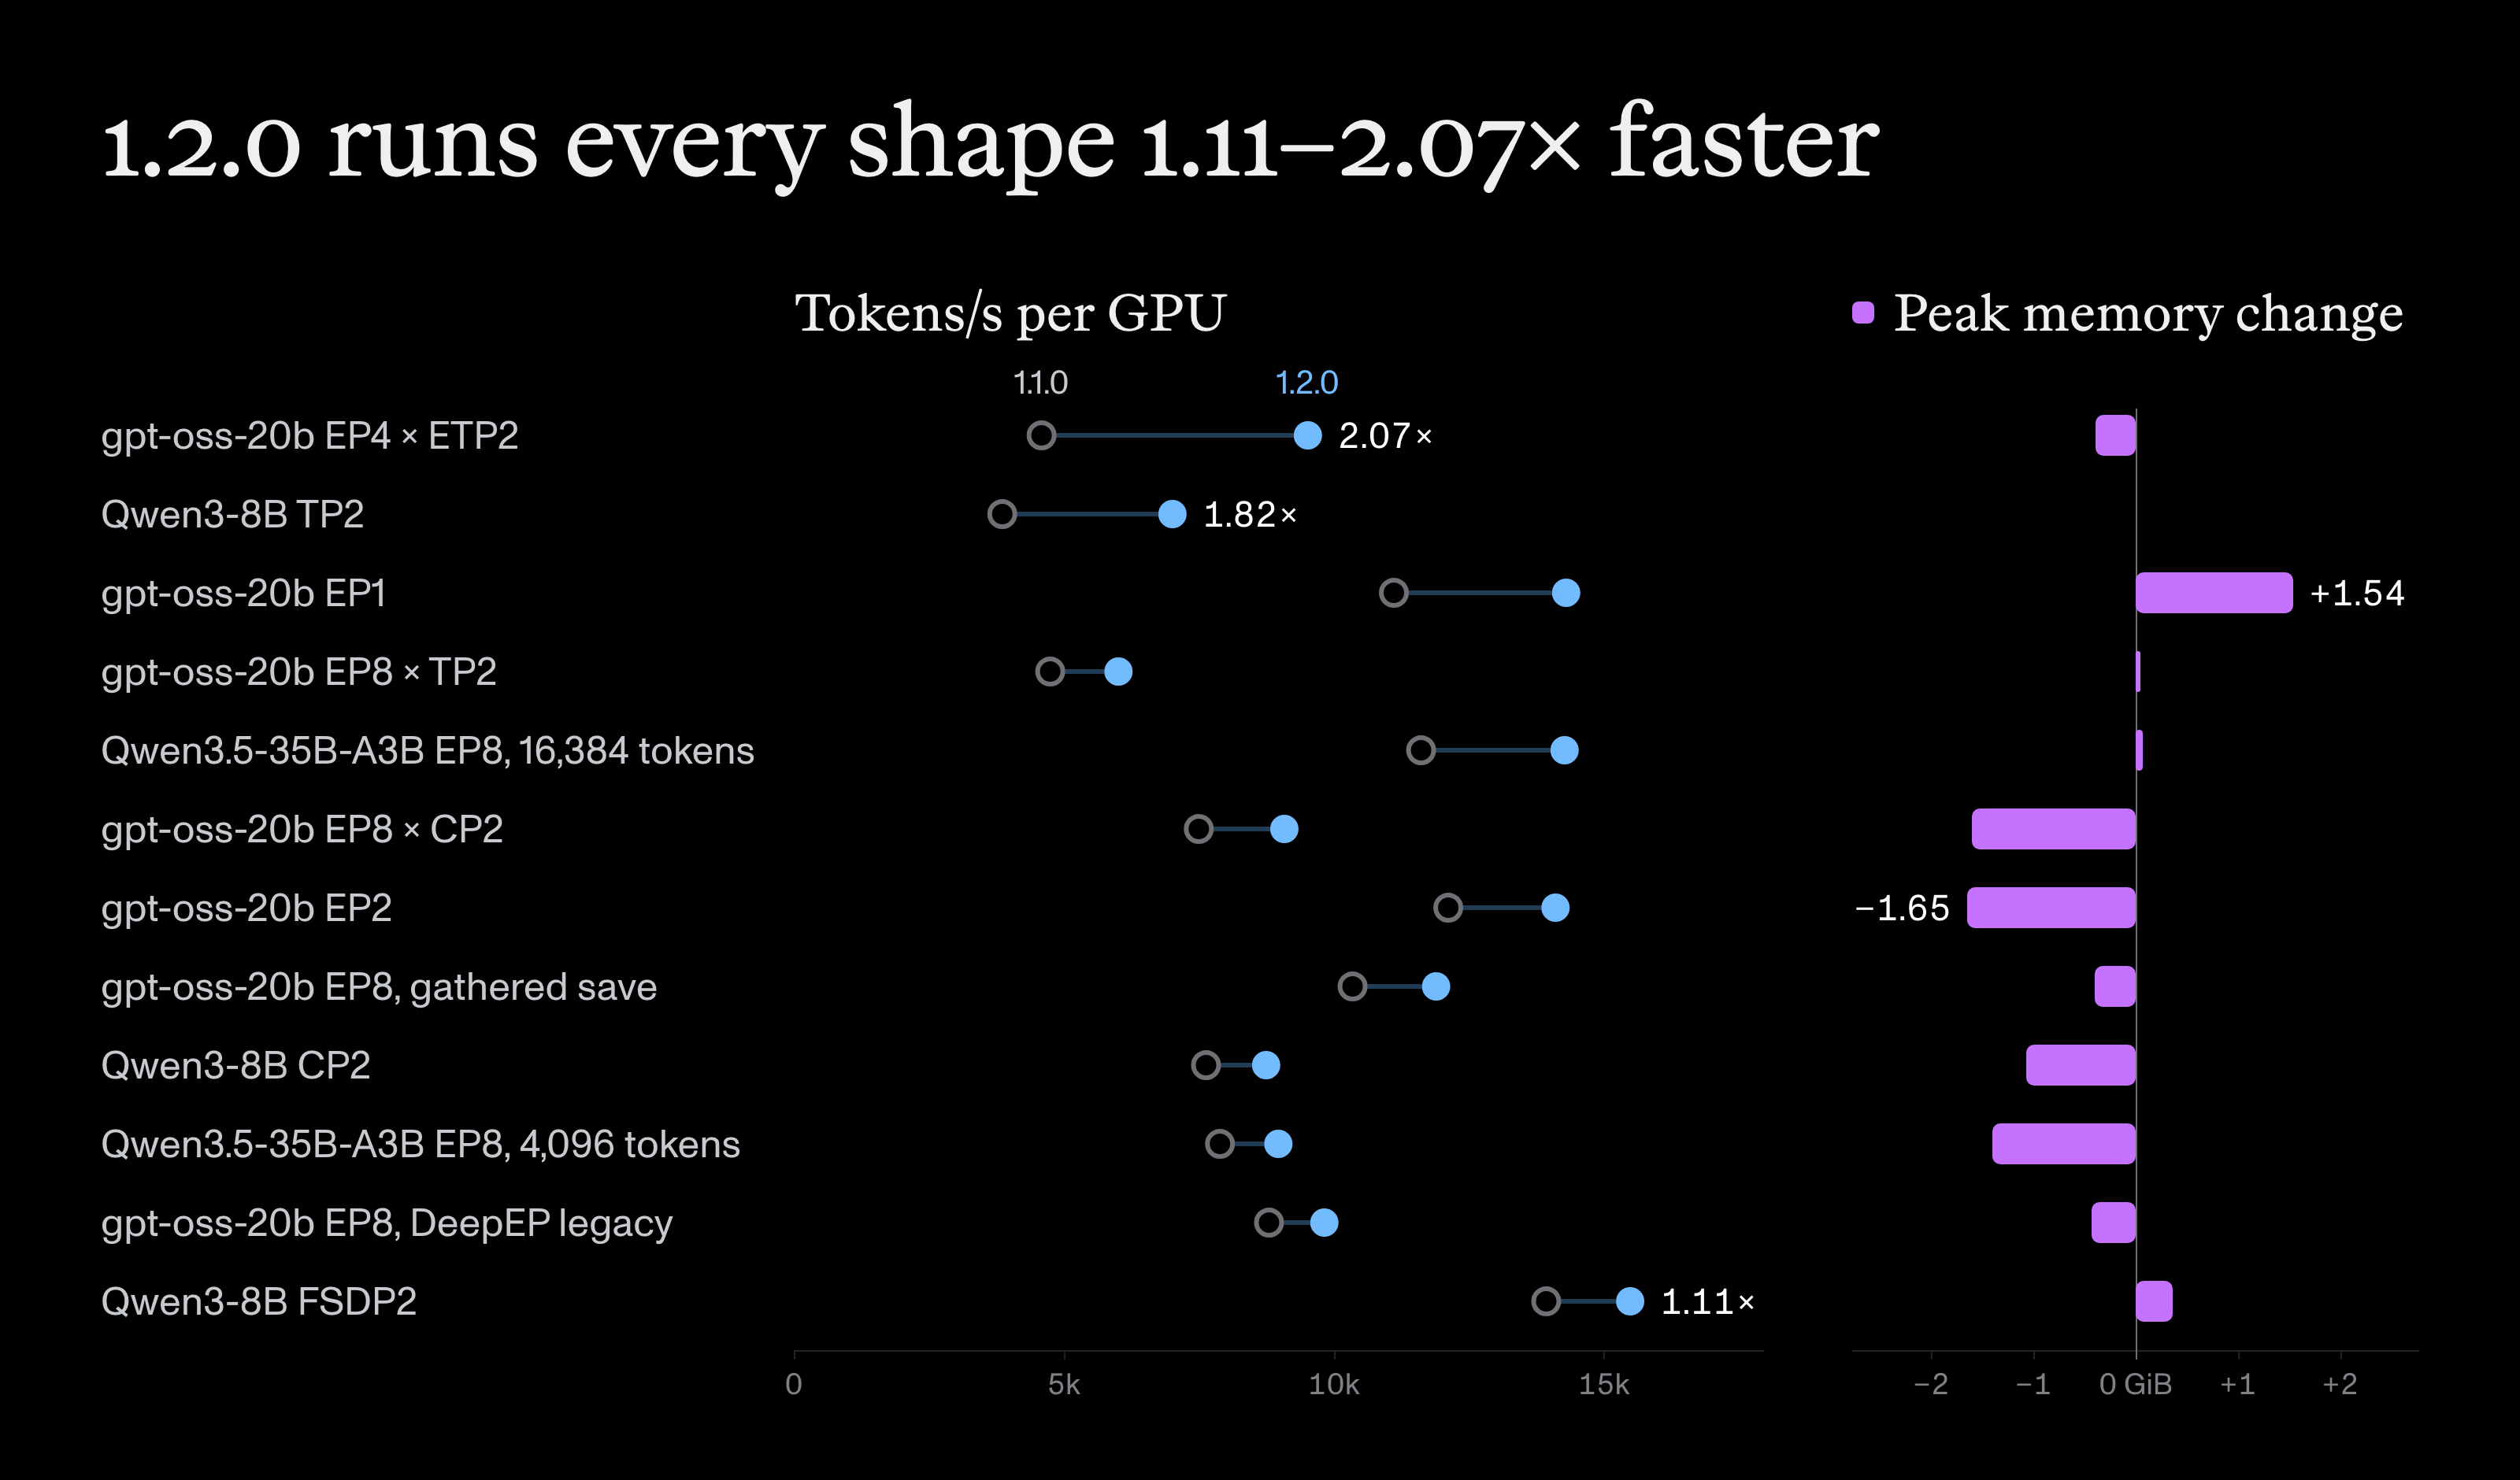 1.2.0 runs every shape 1.11–2.07× faster
Tokens/s per GPU
Peak memory change
1.1.0 1.2.0
gpt-oss-20b EP4 × ETP2 2.07×
Qwen3-8B TP2 1.82×
gpt-oss-20b EP1 +1.54
gpt-oss-20b EP8 × TP2
Qwen3.5-35B-A3B EP8, 16,384 tokens
gpt-oss-20b EP8 × CP2
gpt-oss-20b EP2 −1.65
gpt-oss-20b EP8, gathered save
Qwen3-8B CP2
Qwen3.5-35B-A3B EP8, 4,096 tokens
gpt-oss-20b EP8, DeepEP legacy
Qwen3-8B FSDP2 1.11×
0 5k 10k 15k
−2 −1 0 GiB +1 +2